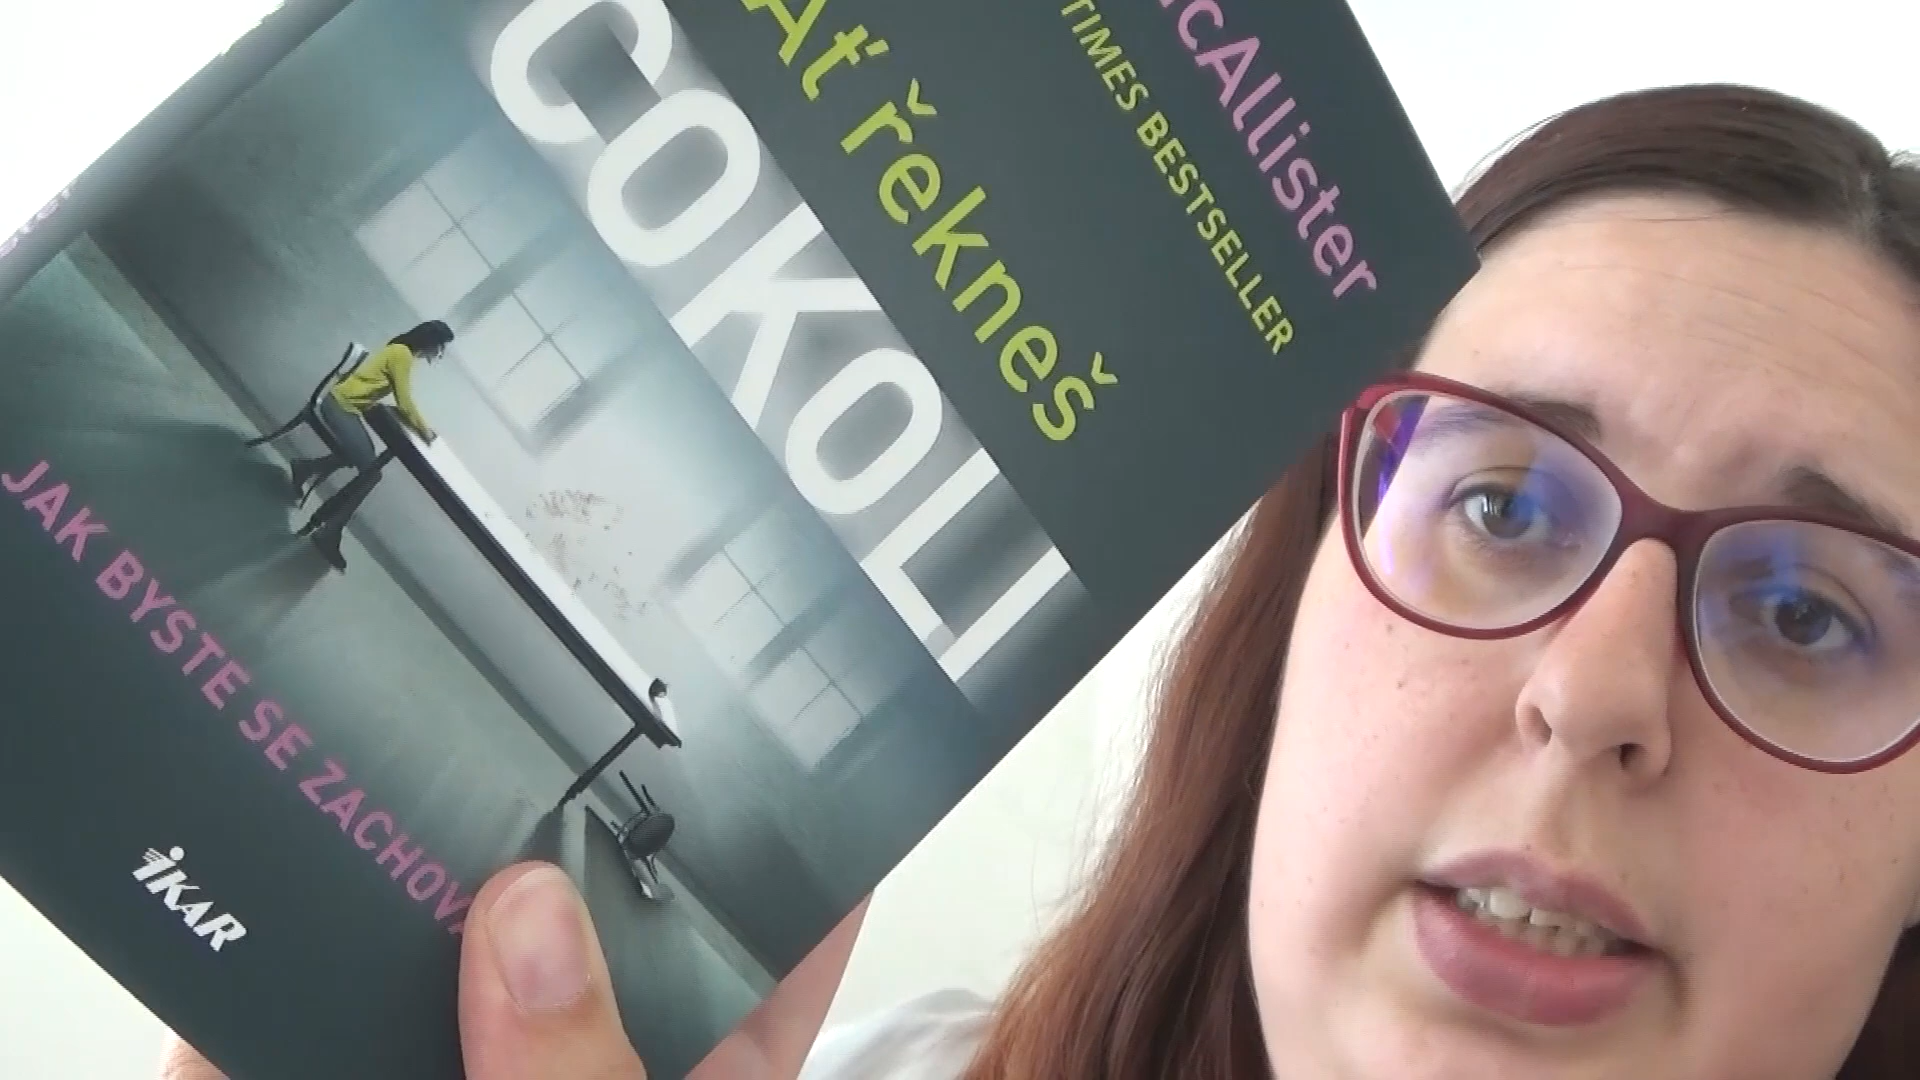 cAllister
TIMES BESTSELLER
Ať řekneš
COKOLI
JAK BYSTE SE ZACHOVA
IKAR